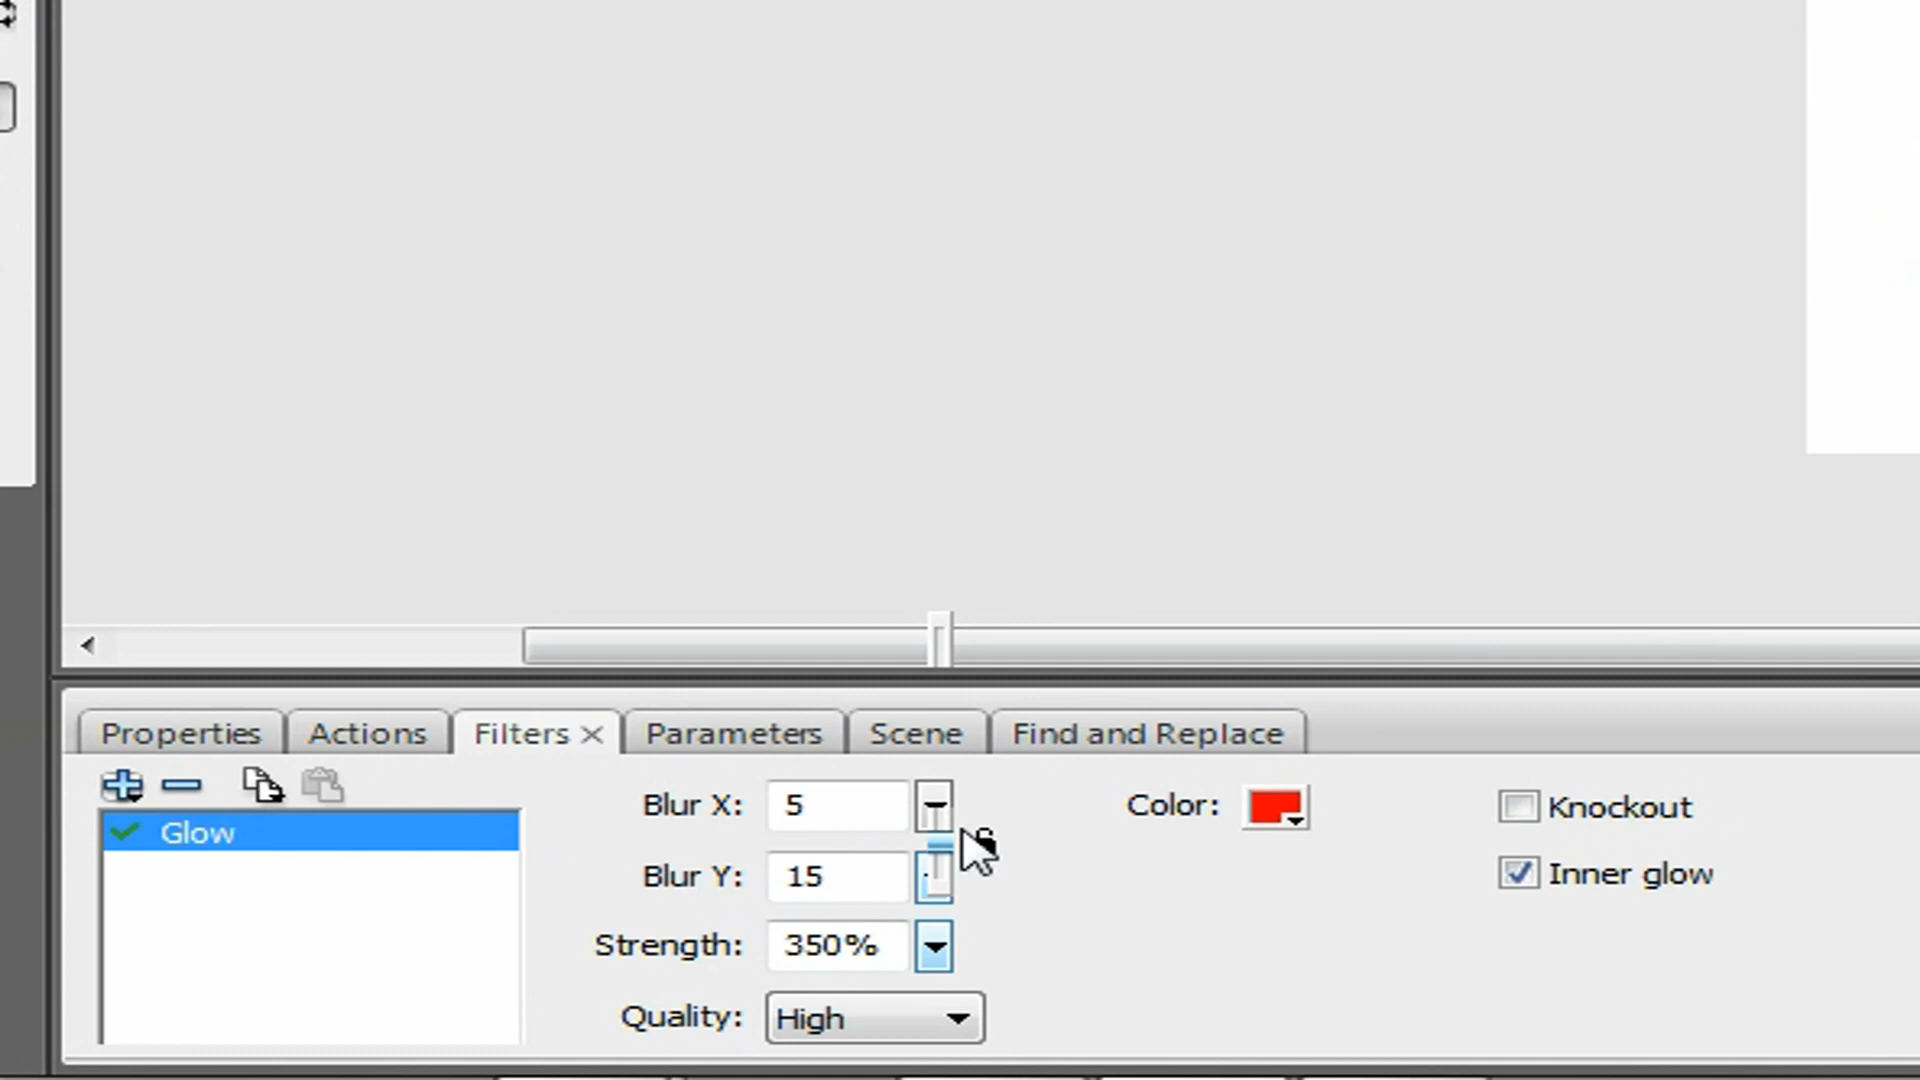 Properties Actions Filters Parameters Scene Find and Replace
Glow
Blur X: 5
Blur Y: 15
Strength: 350%
Quality: High
Color:
Knockout
Inner glow